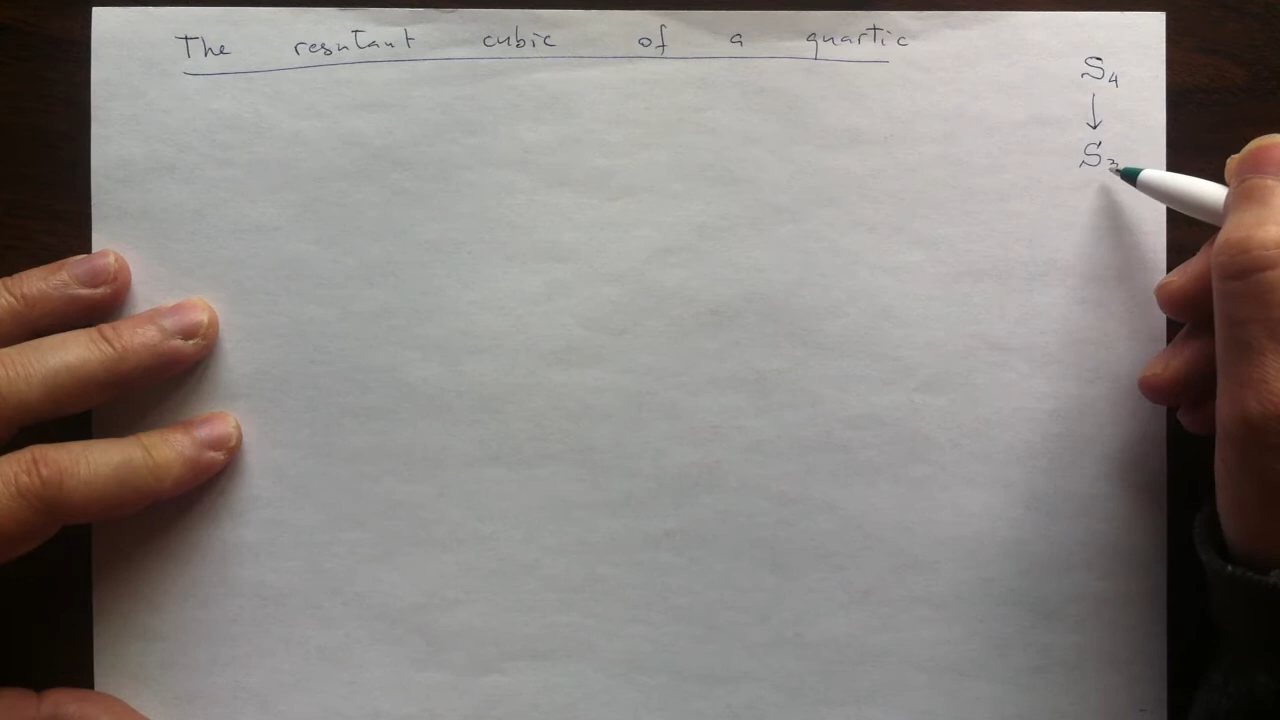 The resultant cubic of a quartic
S₄
↓
S₃